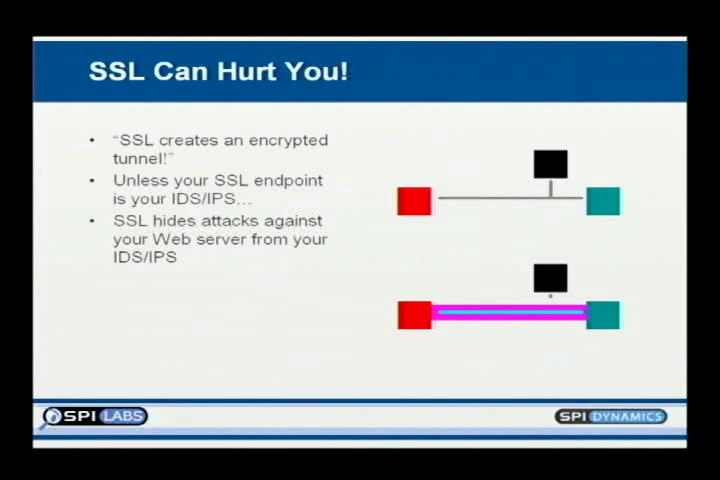 SSL Can Hurt You!
• "SSL creates an encrypted
tunnel!"
• Unless your SSL endpoint
is your IDS/IPS…
• SSL hides attacks against
your Web server from your
IDS/IPS
SPI LABS
SPI DYNAMICS